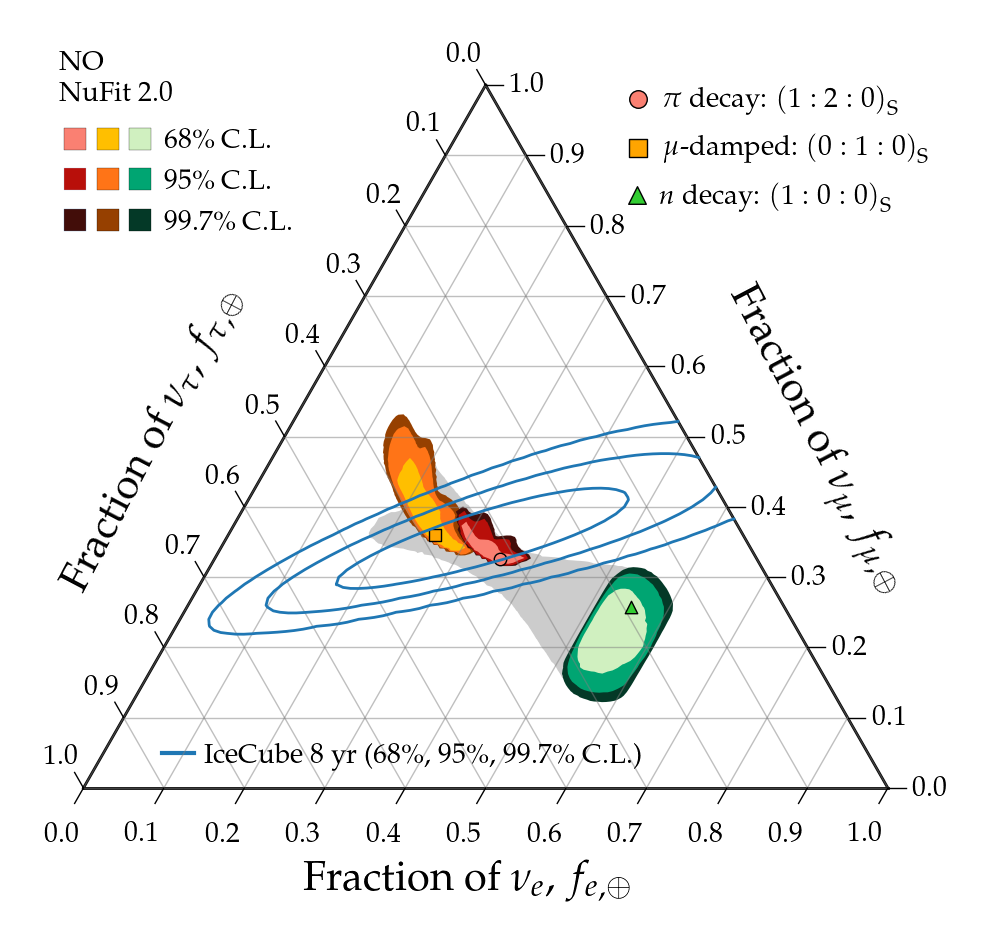 NO
NuFit 2.0
68% C.L.
95% C.L.
99.7% C.L.
π decay: (1 : 2 : 0)S
μ-damped: (0 : 1 : 0)S
n decay: (1 : 0 : 0)S
Fraction of ντ, fτ,⊕
0.0
0.1
0.2
0.3
0.4
0.5
0.6
0.7
0.8
0.9
1.0
Fraction of νμ, fμ,⊕
1.0
0.9
0.8
0.7
0.6
0.5
0.4
0.3
0.2
0.1
0.0
IceCube 8 yr (68%, 95%, 99.7% C.L.)
0.0 0.1 0.2 0.3 0.4 0.5 0.6 0.7 0.8 0.9 1.0
Fraction of νe, fe,⊕